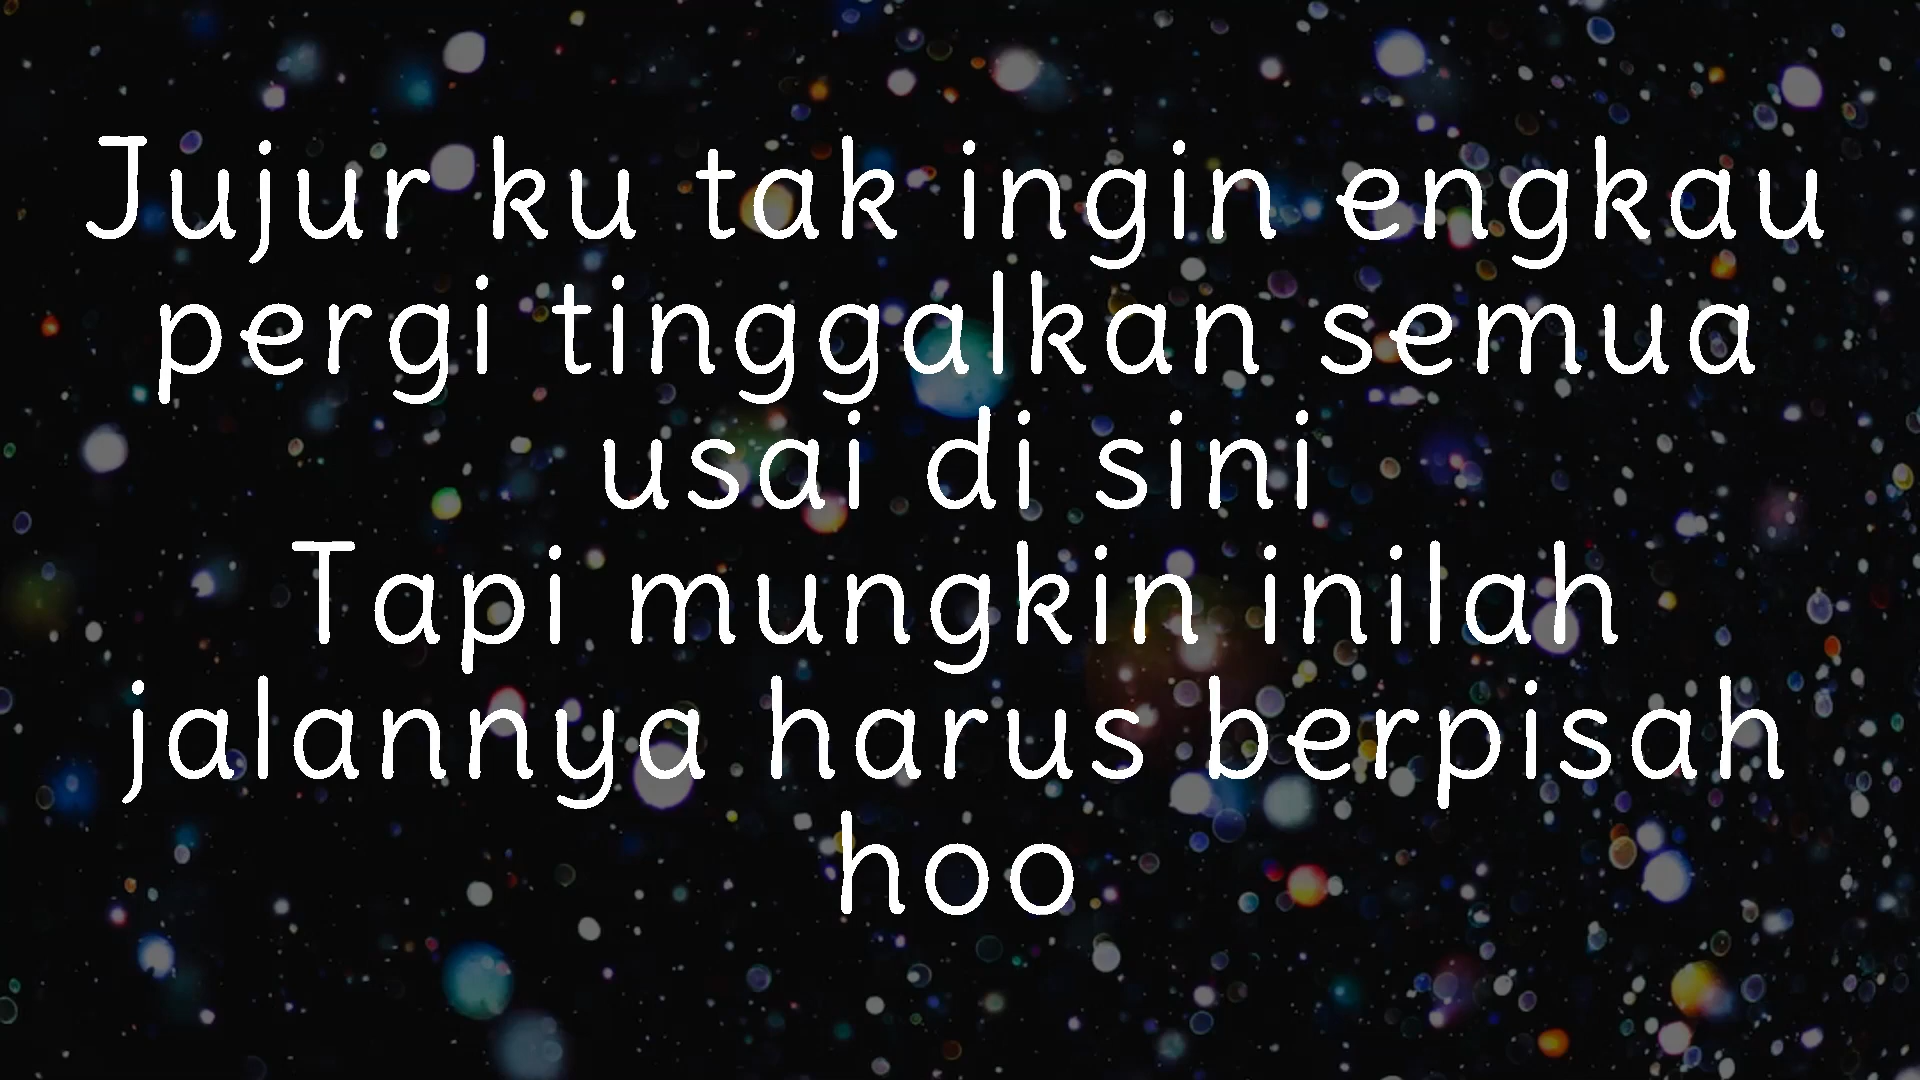 Jujur ku tak ingin engkau
pergi tinggalkan semua
usai di sini
Tapi mungkin inilah
jalannya harus berpisah
hoo